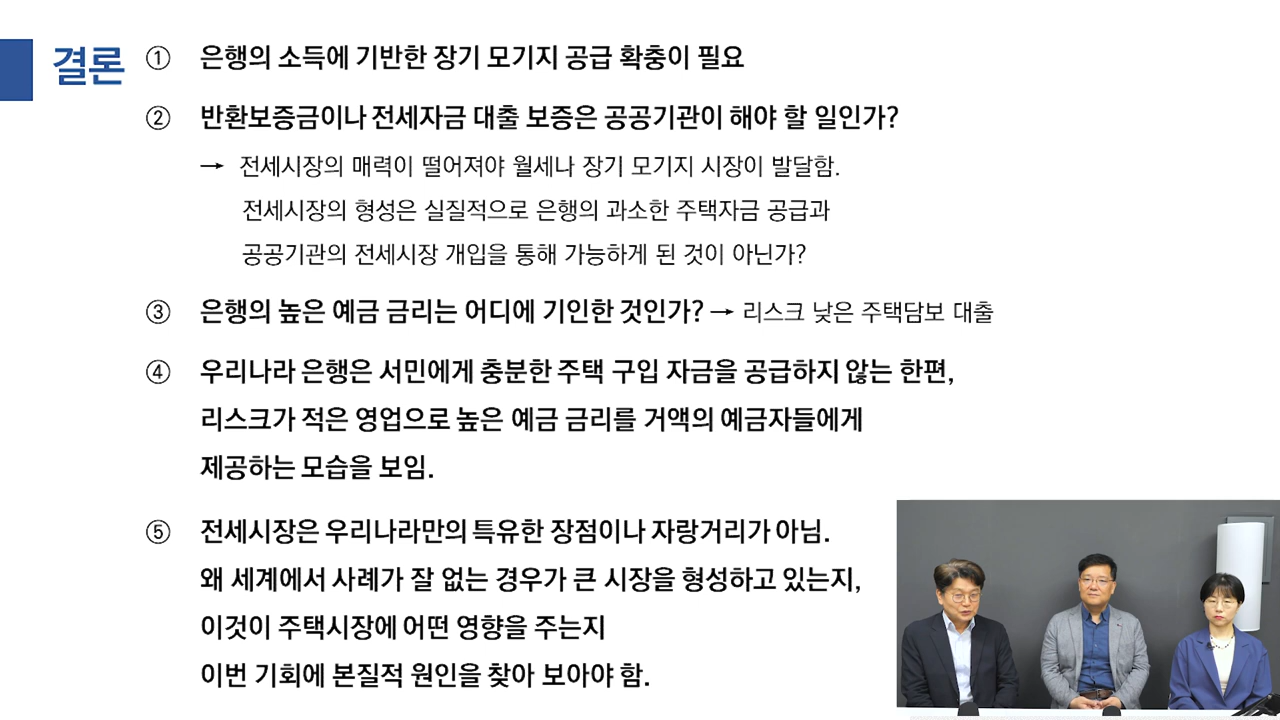 결론
① 은행의 소득에 기반한 장기 모기지 공급 확충이 필요
② 반환보증금이나 전세자금 대출 보증은 공공기관이 해야 할 일인가?
→ 전세시장의 매력이 떨어져야 월세나 장기 모기지 시장이 발달함.
전세시장의 형성은 실질적으로 은행의 과소한 주택자금 공급과
공공기관의 전세시장 개입을 통해 가능하게 된 것이 아닌가?
③ 은행의 높은 예금 금리는 어디에 기인한 것인가? → 리스크 낮은 주택담보 대출
④ 우리나라 은행은 서민에게 충분한 주택 구입 자금을 공급하지 않는 한편,
리스크가 적은 영업으로 높은 예금 금리를 거액의 예금자들에게
제공하는 모습을 보임.
⑤ 전세시장은 우리나라만의 특유한 장점이나 자랑거리가 아님.
왜 세계에서 사례가 잘 없는 경우가 큰 시장을 형성하고 있는지,
이것이 주택시장에 어떤 영향을 주는지
이번 기회에 본질적 원인을 찾아 보아야 함.